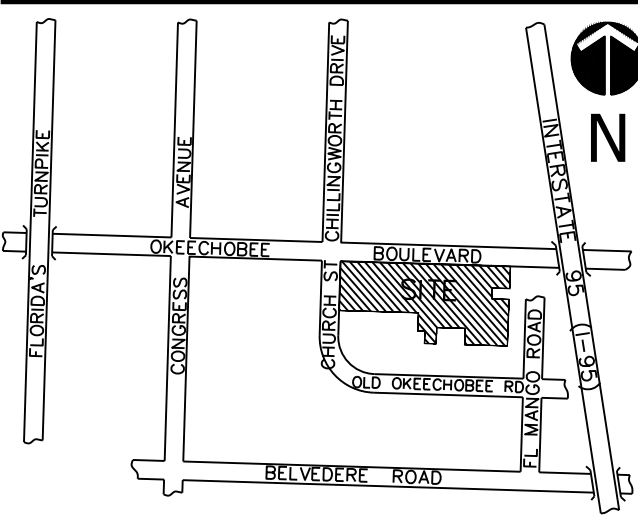 N
FLORIDA'S TURNPIKE
CONGRESS AVENUE
CHURCH ST CHILLINGWORTH DRIVE
INTERSTATE 95 (I-95)
OKEECHOBEE BOULEVARD
SITE
OLD OKEECHOBEE RD
FL MANGO ROAD
BELVEDERE ROAD